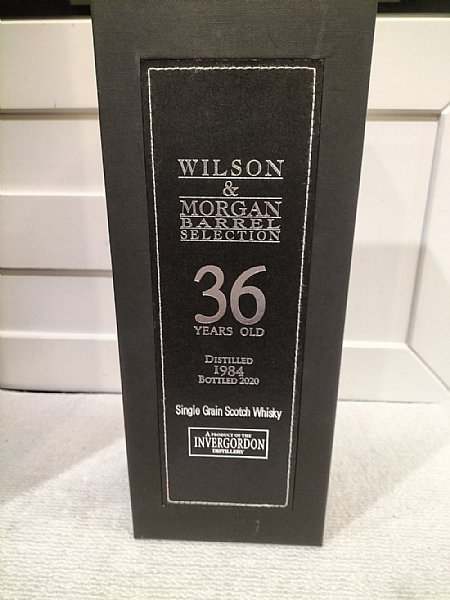 WILSON
&
MORGAN
BARREL
SELECTION
36
YEARS OLD
DISTILLED
1984
BOTTLED 2020
Single Grain Scotch Whisky
A PRODUCT OF THE
INVERGORDON
DISTILLERY